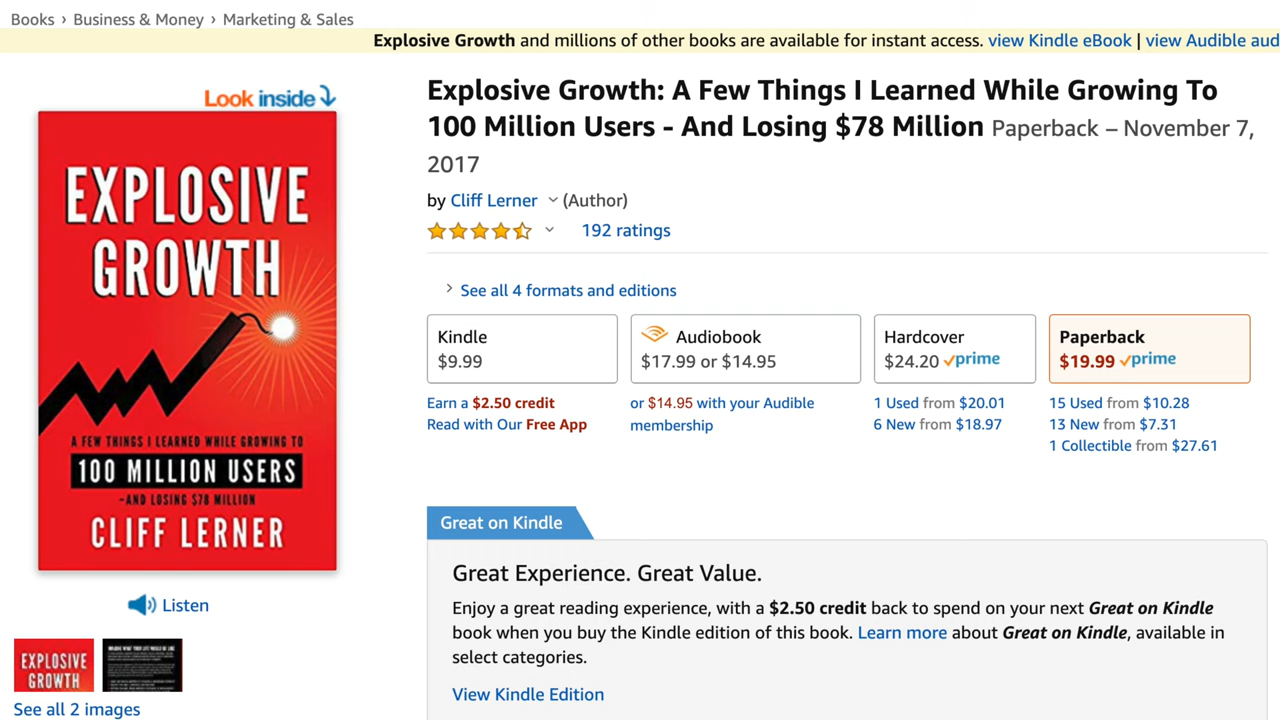 Books › Business & Money › Marketing & Sales
Explosive Growth and millions of other books are available for instant access. view Kindle eBook | view Audible aud
Look inside
EXPLOSIVE
GROWTH
A FEW THINGS I LEARNED WHILE GROWING TO
100 MILLION USERS
-AND LOSING $78 MILLION
CLIFF LERNER
Listen
EXPLOSIVE
GROWTH
See all 2 images
Explosive Growth: A Few Things I Learned While Growing To
100 Million Users - And Losing $78 Million Paperback – November 7,
2017
by Cliff Lerner (Author)
192 ratings
See all 4 formats and editions
Kindle
$9.99
Earn a $2.50 credit
Read with Our Free App
Audiobook
$17.99 or $14.95
or $14.95 with your Audible
membership
Hardcover
$24.20 prime
1 Used from $20.01
6 New from $18.97
Paperback
$19.99 prime
15 Used from $10.28
13 New from $7.31
1 Collectible from $27.61
Great on Kindle
Great Experience. Great Value.
Enjoy a great reading experience, with a $2.50 credit back to spend on your next Great on Kindle
book when you buy the Kindle edition of this book. Learn more about Great on Kindle, available in
select categories.
View Kindle Edition